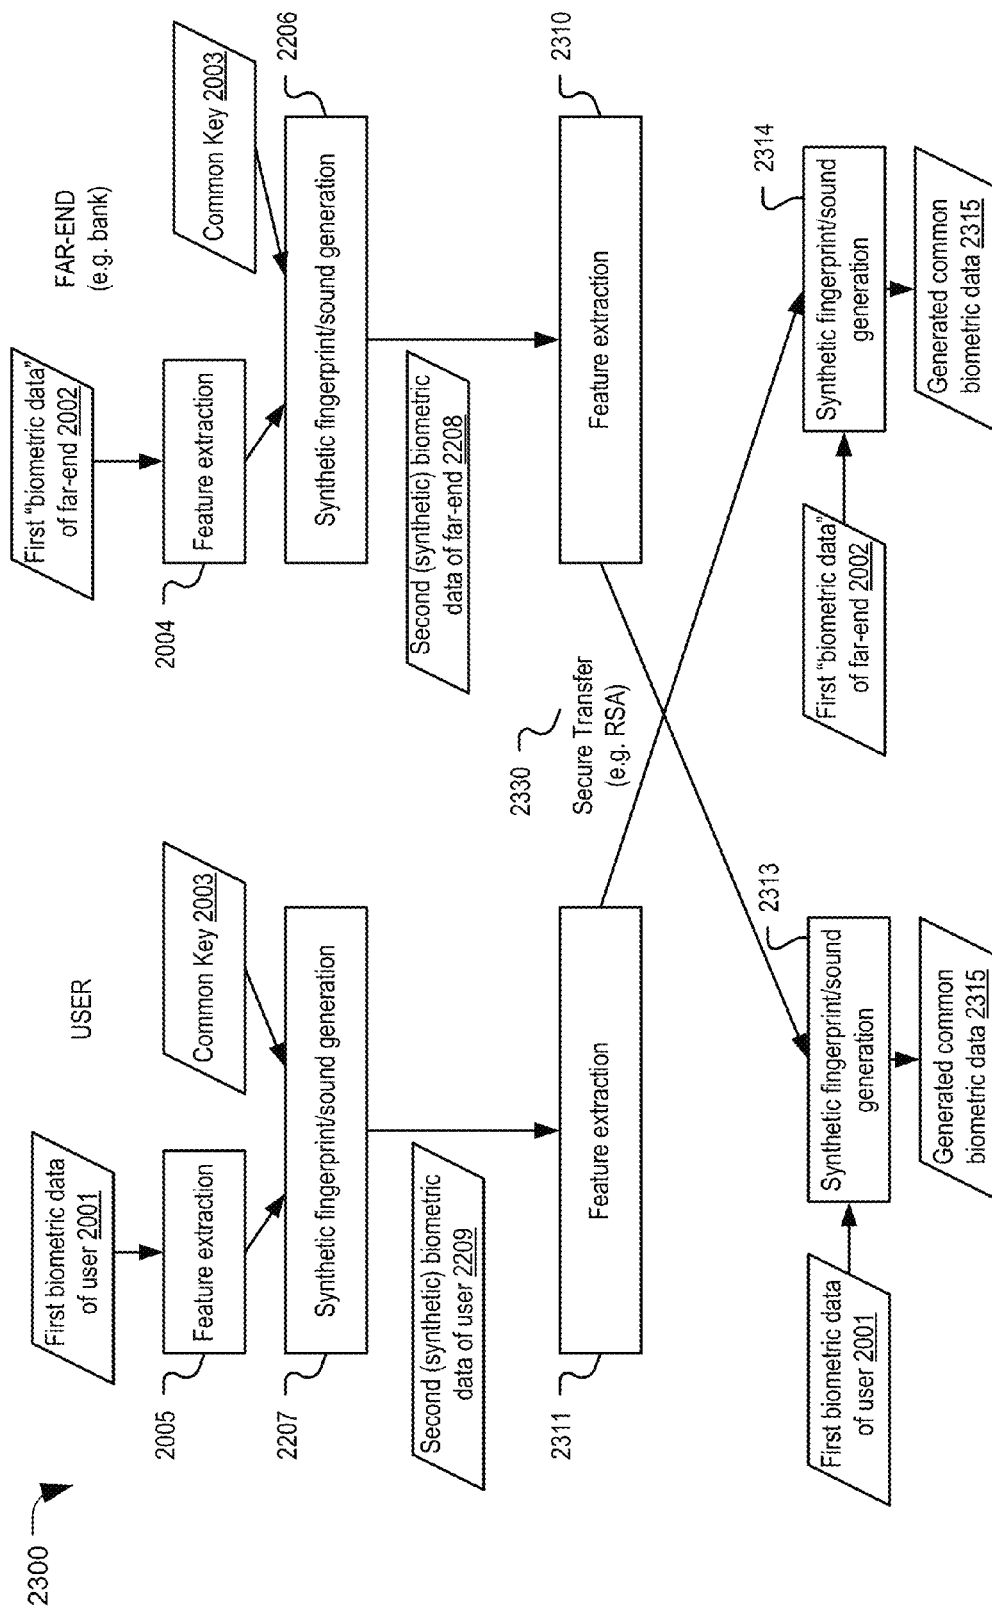 2300
USER
FAR-END
(e.g. bank)
First biometric data
of user 2001
First “biometric data”
of far-end 2002
2005
Feature extraction
Common Key 2003
2004
Feature extraction
Common Key 2003
2207
Synthetic fingerprint/sound generation
Synthetic fingerprint/sound generation
2206
Second (synthetic) biometric
data of user 2209
Second (synthetic) biometric
data of far-end 2208
2311
Feature extraction
2330
Secure Transfer
(e.g. RSA)
Feature extraction
2310
First biometric data
of user 2001
2313
Synthetic fingerprint/sound
generation
First “biometric data”
of far-end 2002
Synthetic fingerprint/sound
generation
2314
Generated common
biometric data 2315
Generated common
biometric data 2315